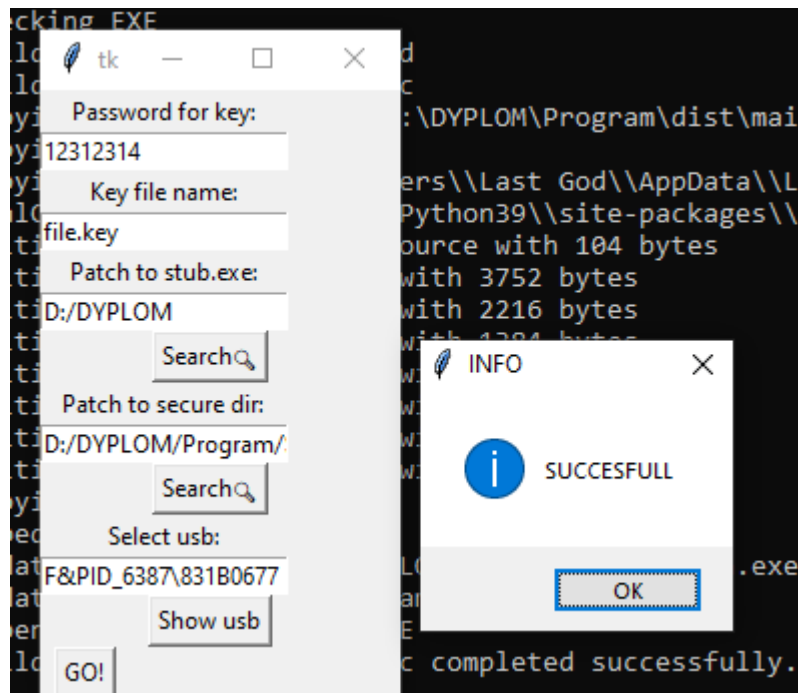 ecking EXE
tk
d
c
Password for key:
:\DYPLOM\Program\dist\mai
12312314
ers\\Last God\\AppData\\L
Key file name:
Python39\\site-packages\\
file.key
ource with 104 bytes
Patch to stub.exe:
with 3752 bytes
D:/DYPLOM
with 2216 bytes
Search
INFO
Patch to secure dir:
D:/DYPLOM/Program/
SUCCESFULL
Search
Select usb:
F&PID_6387\831B0677
.exe
OK
Show usb
GO!
c completed successfully.